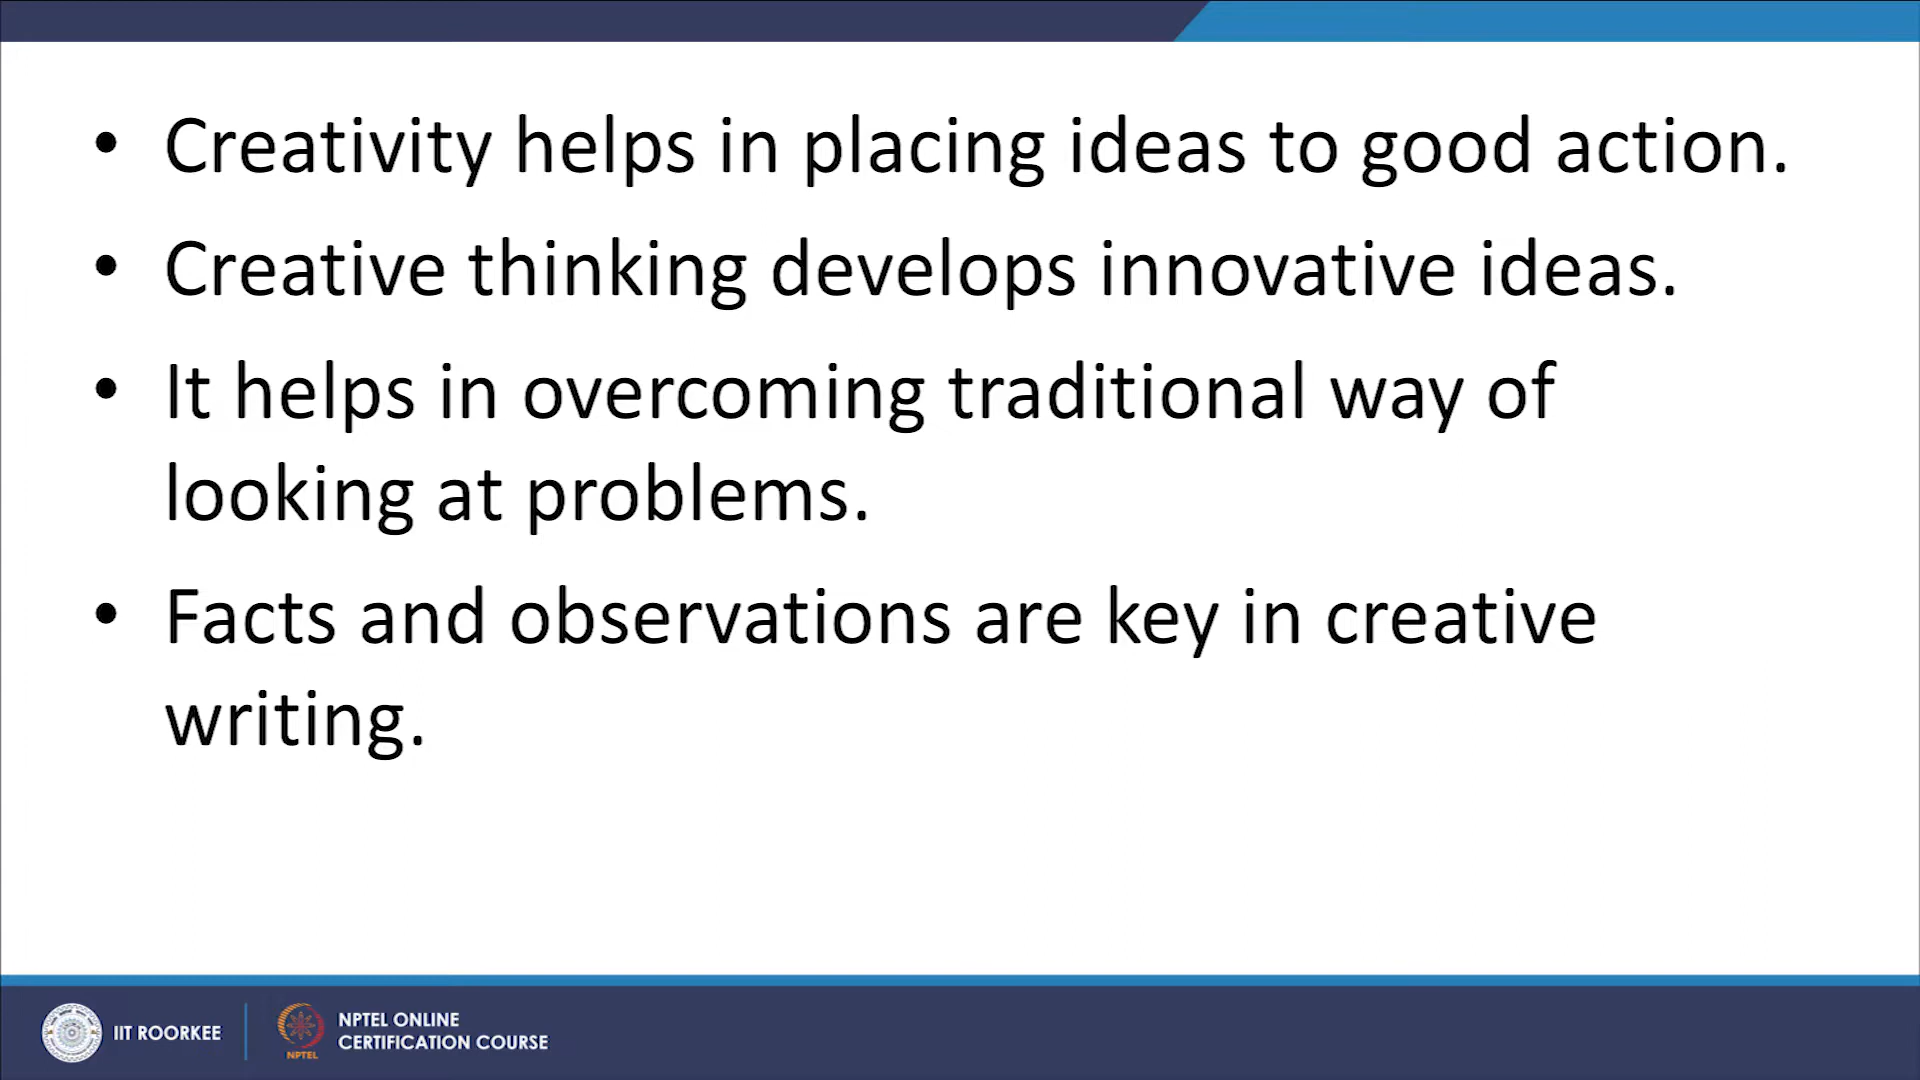 • Creativity helps in placing ideas to good action.
• Creative thinking develops innovative ideas.
• It helps in overcoming traditional way of
looking at problems.
• Facts and observations are key in creative
writing.
IIT ROORKEE
NPTEL
NPTEL ONLINE
CERTIFICATION COURSE